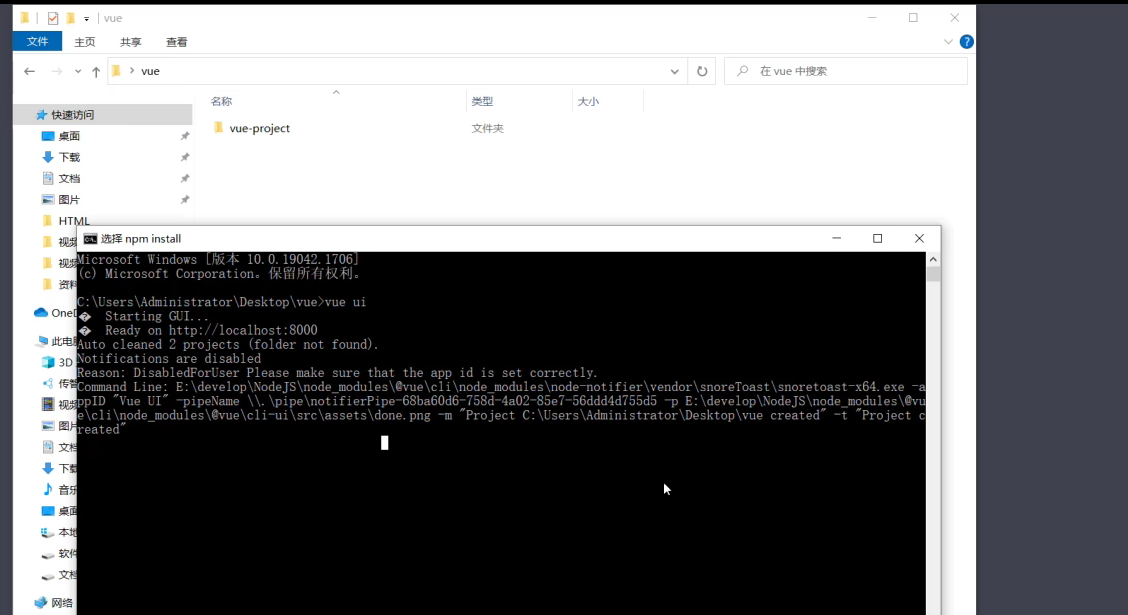 vue
文件 主页 共享 查看
vue
在 vue 中搜索
名称 类型 大小
快速访问
vue-project 文件夹
桌面
下载
文档
图片
HTML
视频
视频
资料
OneD
此电脑
3D
传智
视频
图片
文档
下载
音乐
桌面
本地
软件
文档
网络
选择 npm install
Microsoft Windows [版本 10.0.19042.1706]
(c) Microsoft Corporation。保留所有权利。
C:\Users\Administrator\Desktop\vue>vue ui
�  Starting GUI...
�  Ready on http://localhost:8000
Auto cleaned 2 projects (folder not found).
Notifications are disabled
Reason: DisabledForUser Please make sure that the app id is set correctly.
Command Line: E:\develop\NodeJS\node_modules\@vue\cli\node_modules\node-notifier\vendor\snoreToast\snoretoast-x64.exe -a
ppID "Vue UI" -pipeName \\.\pipe\notifierPipe-68ba60d6-758d-4a02-85e7-56ddd4d755d5 -p E:\develop\NodeJS\node_modules\@vu
e\cli\node_modules\@vue\cli-ui\src\assets\done.png -m "Project C:\Users\Administrator\Desktop\vue created" -t "Project c
reated"